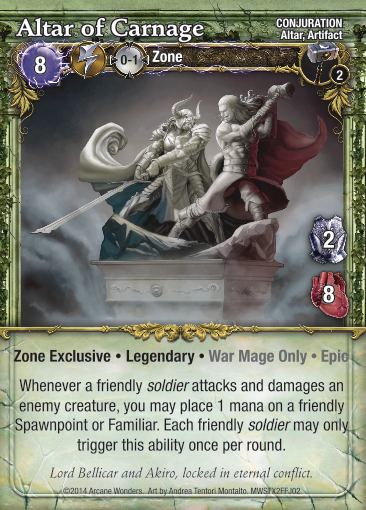 Altar of Carnage
CONJURATION
Altar, Artifact
8
0-1
Zone
2
2
8
Zone Exclusive • Legendary • War Mage Only • Epic
Whenever a friendly soldier attacks and damages an
enemy creature, you may place 1 mana on a friendly
Spawnpoint or Familiar. Each friendly soldier may only
trigger this ability once per round.
Lord Bellicar and Akiro, locked in eternal conflict.
©2014 Arcane Wonders. Art by Andrea Tentori Montalto. MWSTX2FFJ02